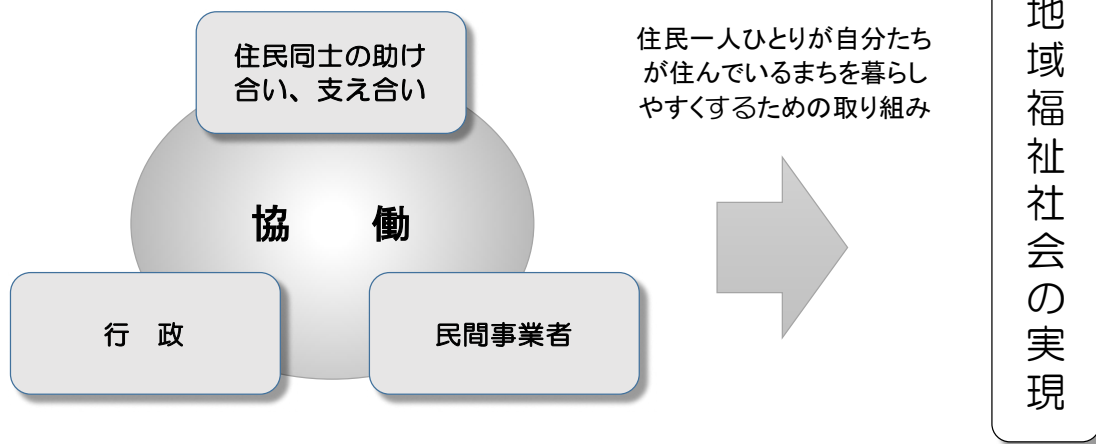 住民同士の助け
合い、支え合い
協　働
行　政
民間事業者
住民一人ひとりが自分たち
が住んでいるまちを暮らし
やすくするための取り組み
地域福祉社会の実現